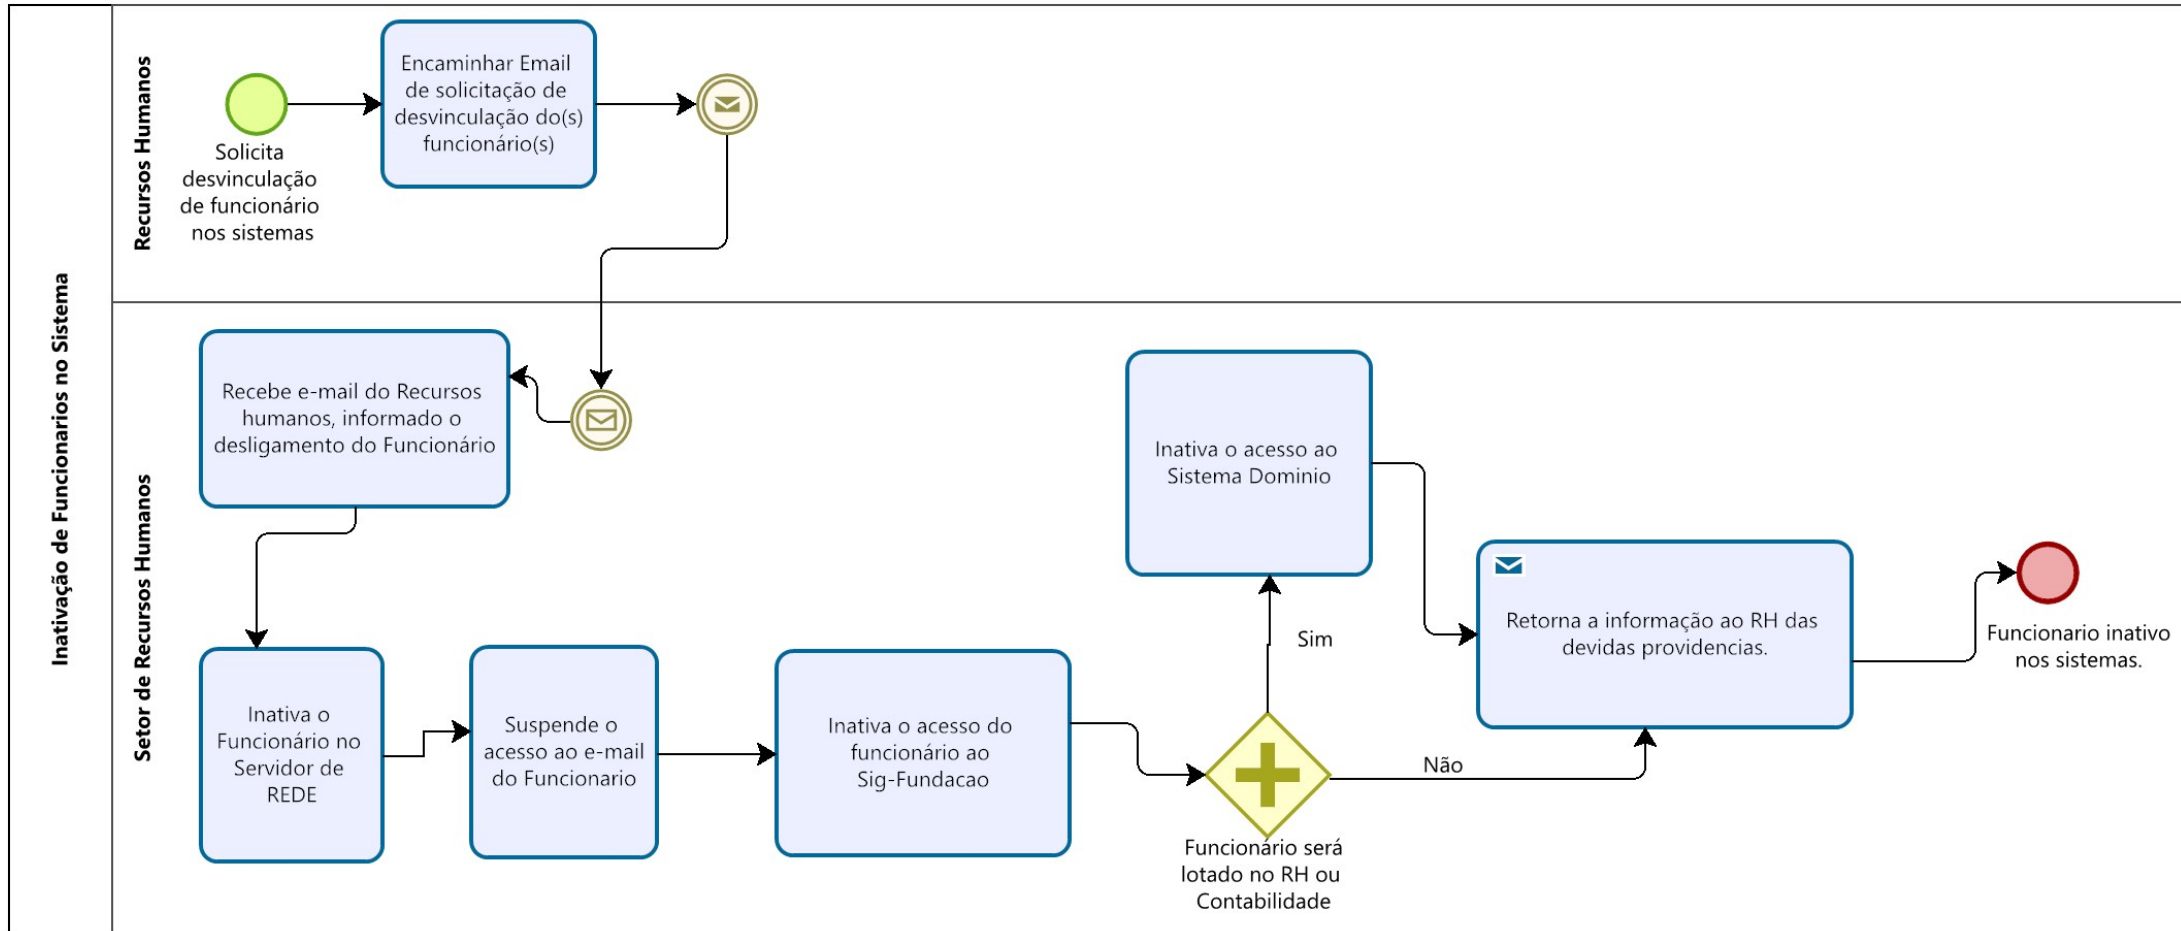 Inativação de Funcionarios no Sistema
Recursos Humanos
Solicita
desvinculação
de funcionário
nos sistemas
Encaminhar Email
de solicitação de
desvinculação do(s)
funcionário(s)
Setor de Recursos Humanos
Recebe e-mail do Recursos
humanos, informado o
desligamento do Funcionário
Inativa o
Funcionário no
Servidor de
REDE
Suspende o
acesso ao e-mail
do Funcionario
Inativa o acesso do
funcionário ao
Sig-Fundacao
Funcionário será
lotado no RH ou
Contabilidade
Sim
Inativa o acesso ao
Sistema Dominio
Não
Retorna a informação ao RH das
devidas providencias.
Funcionario inativo
nos sistemas.